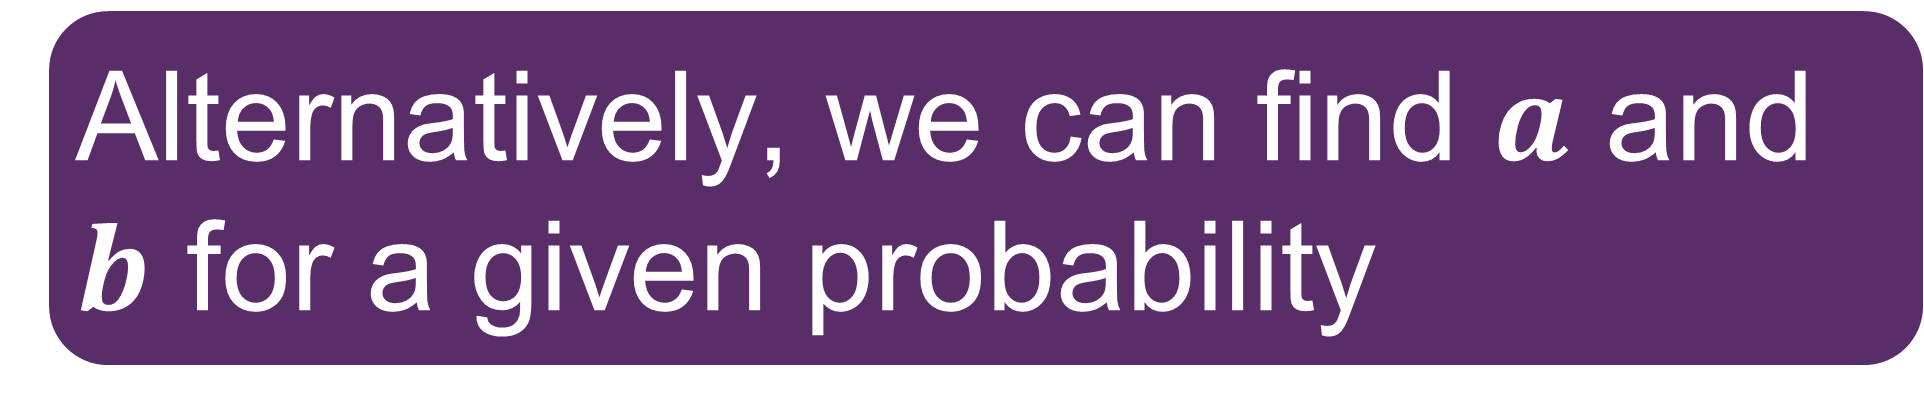 Alternatively, we can find a and
b for a given probability